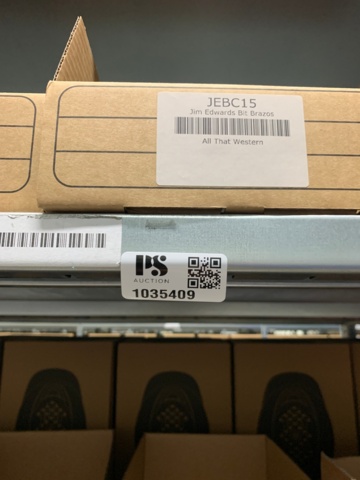 JEBC15
Jim Edwards Bit Brazos
All That Western
PS
AUCTION
1035409